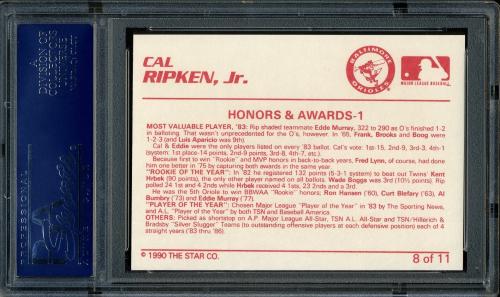 CAL
RIPKEN, Jr.
BALTIMORE
ORIOLES
MAJOR LEAGUE BASEBALL
HONORS & AWARDS-1
MOST VALUABLE PLAYER, '83: Rip shaded teammate Eddie Murray, 322 to 290 as O's finished 1-2
in balloting. That wasn't unprecedented for the O's, however. In '66, Frank, Brooks and Boog were
1-2-3 (and Luis Aparicio was 9th).
Cal & Eddie were the only players listed on every '83 ballot. Cal's vote: 1st-15, 2nd-9, 3rd-3, 4th-1
(system: 1st place-14 points, 2nd-9 points, 3rd-8, 4th-7, etc.).
Because first to win "Rookie" and MVP honors in back-to-back years, Fred Lynn, of course, had done
him one better in '75 by capturing both awards in same year.
"ROOKIE OF THE YEAR": In '82 he hit 132 points (5-3-1 system) to beat out Twins' Kent
Hrbek (90 points), the only other player named on all ballots. Wade Boggs was 3rd (10½ points). Rip
polled 24 1st and 4 2nds while Hrbek received 4 1sts, 23 2nds and a 3rd.
He was the 5th Oriole to win BBWAA "Rookie" honors; Ron Hansen ('60), Curt Blefary ('63), Al
Bumbry ('73) and Eddie Murray ('77).
"PLAYER OF THE YEAR": Chosen Major League "Player of the Year" in '83 by The Sporting News,
and A.L. "Player of the Year" by both TSN and Baseball America.
OTHERS: Picked as shortstop on A.P. Major League All-Star, TSN A.L. All-Star and TSN/Hillerich &
Bradsby "Silver Slugger" Teams (to outstanding offensive players at each defensive position) each of 4
straight years ('83 thru '86).
© 1990 THE STAR CO.
8 of 11
A
DIVISION OF
COLLECTORS
UNIVERSE
PROFESSIONAL
PSA